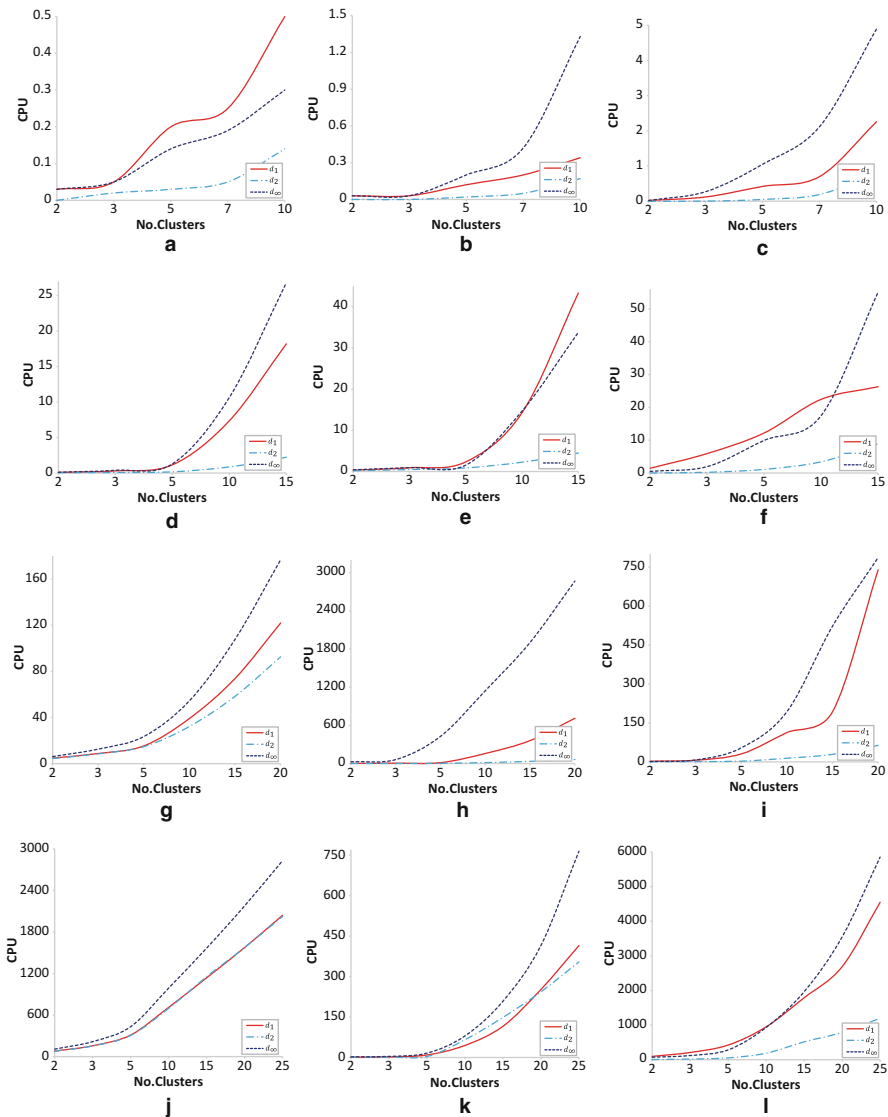 0.5
0.4
0.3
0.2
0.1
0
CPU
2 3 5 7 10
No.Clusters
d1
d2
d∞
a
1.5
1.2
0.9
0.6
0.3
0
CPU
2 3 5 7 10
No.Clusters
d1
d2
d∞
b
5
4
3
2
1
0
CPU
2 3 5 7 10
No.Clusters
d1
d2
d∞
c
25
20
15
10
5
0
CPU
2 3 5 10 15
No.Clusters
d1
d2
d∞
d
40
30
20
10
0
CPU
2 3 5 10 15
No.Clusters
d1
d2
d∞
e
50
40
30
20
10
0
CPU
2 3 5 10 15
No.Clusters
d1
d2
d∞
f
160
120
80
40
0
CPU
2 3 5 10 15 20
No.Clusters
d1
d2
d∞
g
3000
2400
1800
1200
600
0
CPU
2 3 5 10 15 20
No.Clusters
d1
d2
d∞
h
750
600
450
300
150
0
CPU
2 3 5 10 15 20
No.Clusters
d1
d2
d∞
i
3000
2400
1800
1200
600
0
CPU
2 3 5 10 15 20 25
No.Clusters
d1
d2
d∞
j
750
600
450
300
150
0
CPU
2 3 5 10 15 20 25
No.Clusters
d1
d2
d∞
k
6000
5000
4000
3000
2000
1000
0
CPU
2 3 5 10 15 20 25
No.Clusters
d1
d2
d∞
l